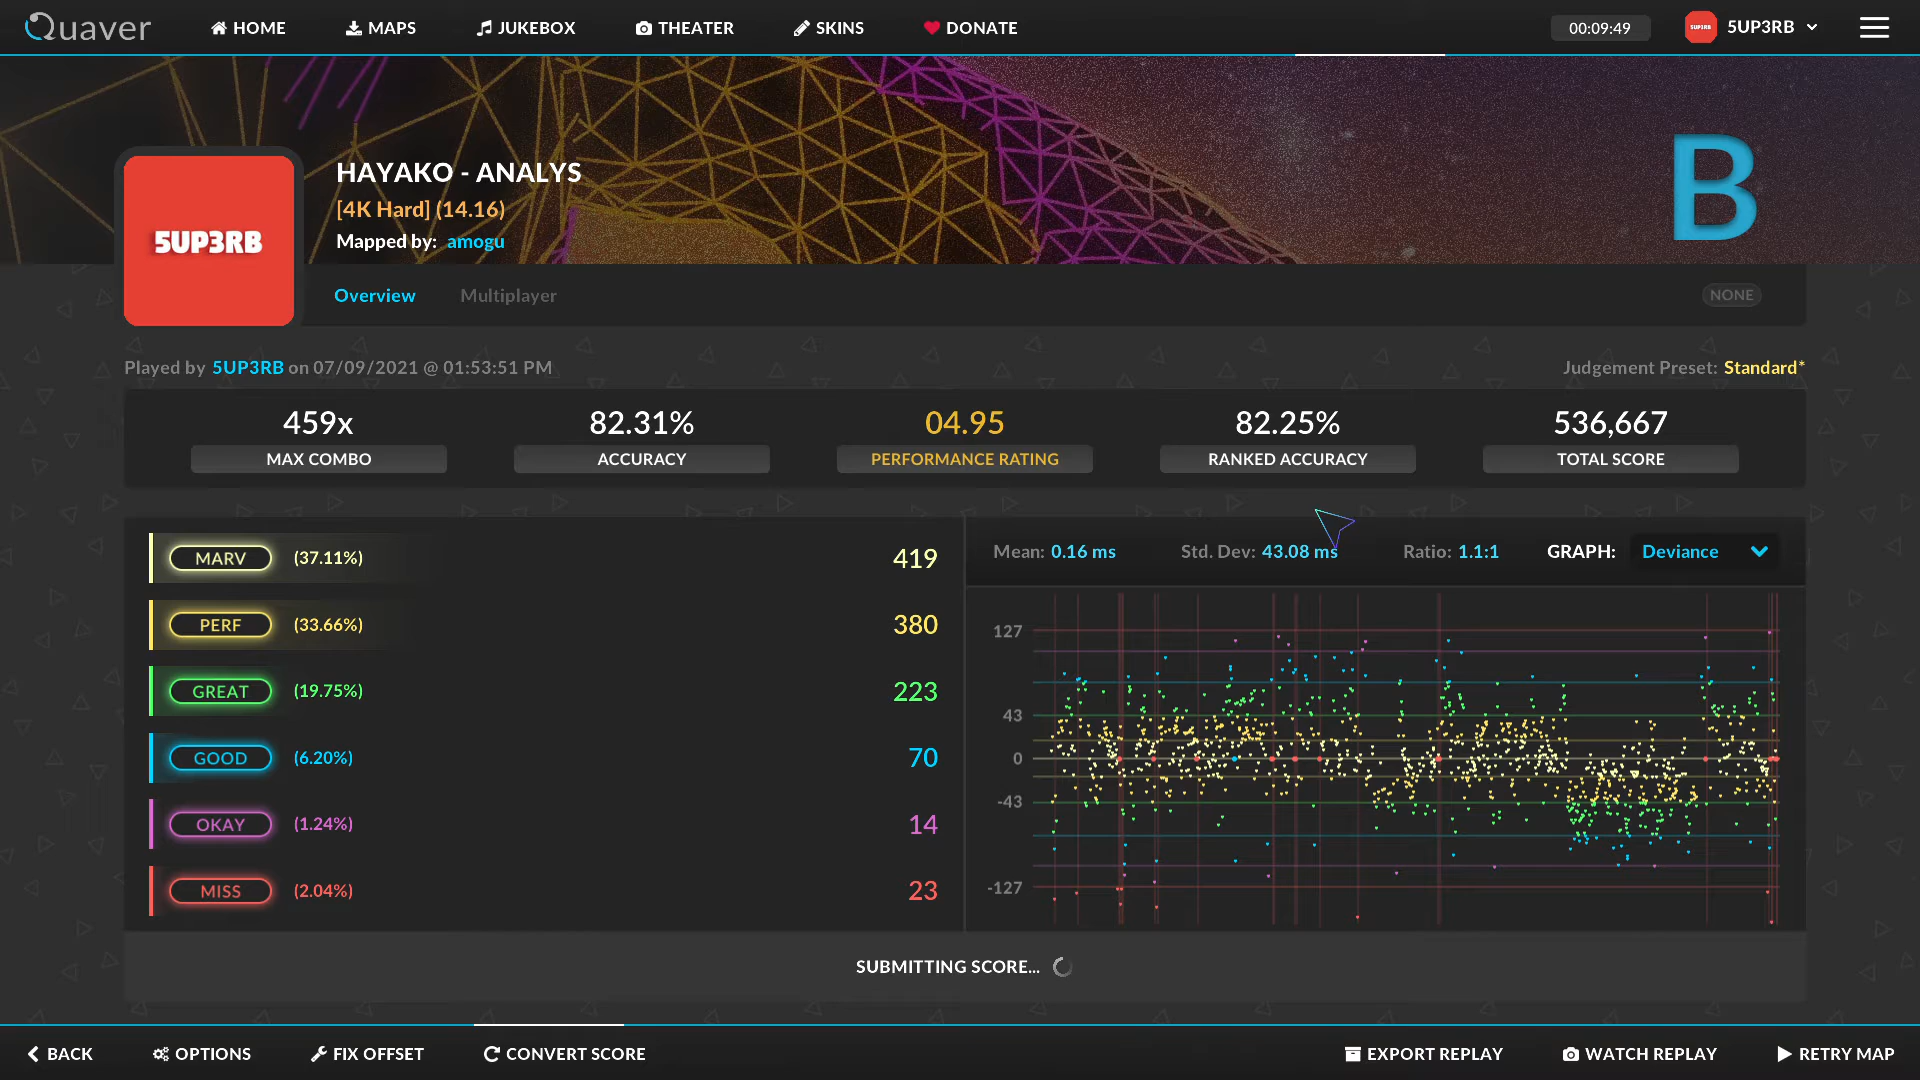 Quaver
HOME
MAPS
JUKEBOX
THEATER
SKINS
DONATE
00:09:49
5UP3RB
5UP3RB
HAYAKO - ANALYS
[4K Hard] (14.16)
Mapped by: amogu
B
5UP3RB
Overview
Multiplayer
NONE
Played by 5UP3RB on 07/09/2021 @ 01:53:51 PM
Judgement Preset: Standard*
459x
MAX COMBO
82.31%
ACCURACY
04.95
PERFORMANCE RATING
82.25%
RANKED ACCURACY
536,667
TOTAL SCORE
MARV (37.11%) 419
PERF (33.66%) 380
GREAT (19.75%) 223
GOOD (6.20%) 70
OKAY (1.24%) 14
MISS (2.04%) 23
Mean: 0.16 ms
Std. Dev: 43.08 ms
Ratio: 1.1:1
GRAPH: Deviance
127
43
0
-43
-127
SUBMITTING SCORE...
BACK
OPTIONS
FIX OFFSET
CONVERT SCORE
EXPORT REPLAY
WATCH REPLAY
RETRY MAP